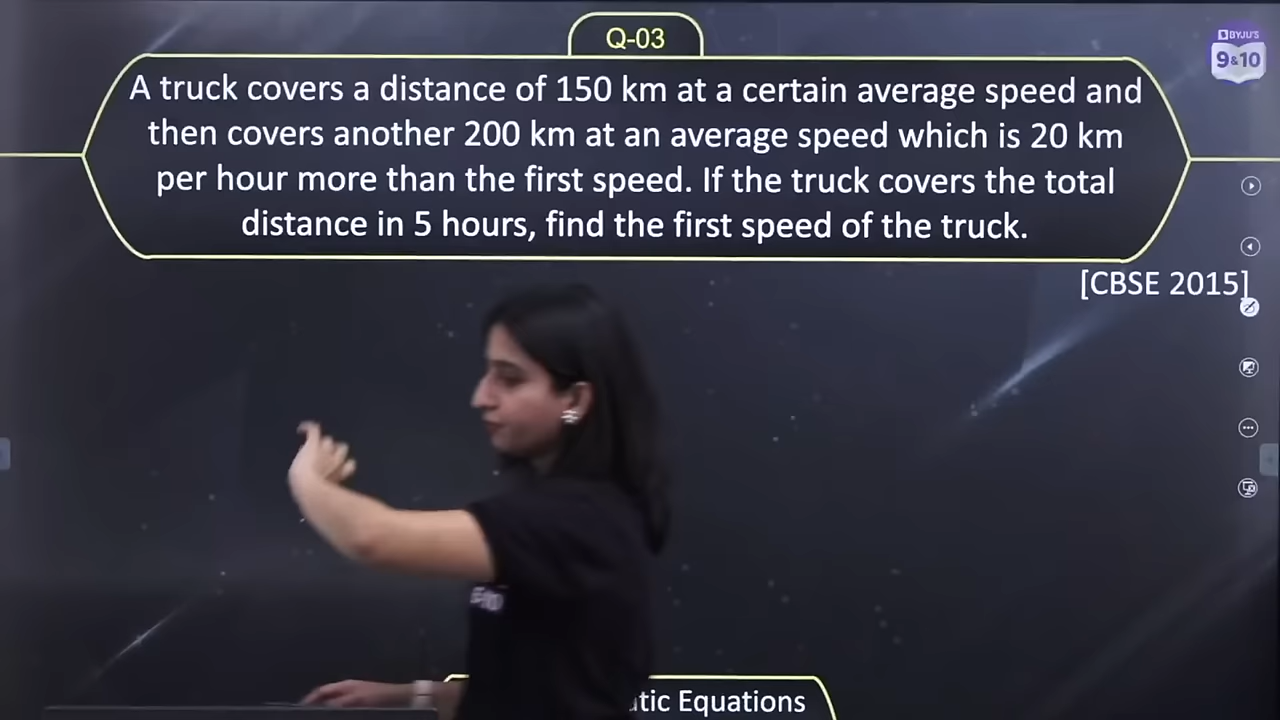 Q-03
BYJU'S
9&10
A truck covers a distance of 150 km at a certain average speed and
then covers another 200 km at an average speed which is 20 km
per hour more than the first speed. If the truck covers the total
distance in 5 hours, find the first speed of the truck.
[CBSE 2015]
Equations